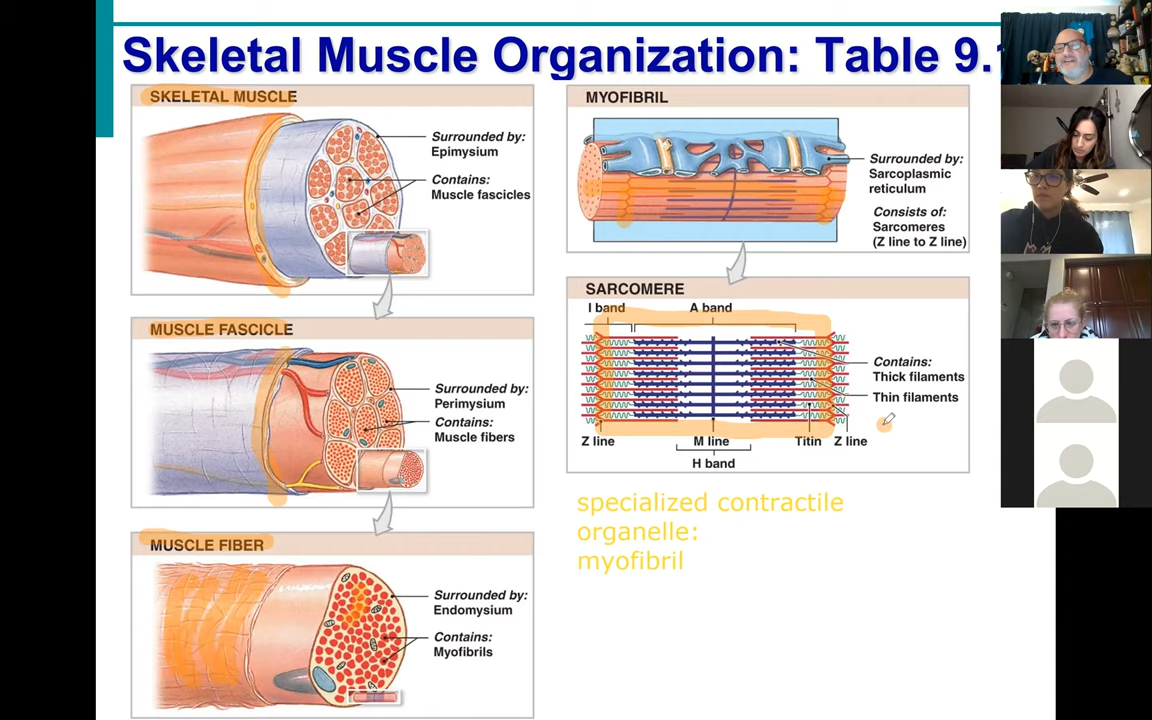 Skeletal Muscle Organization: Table 9.1
SKELETAL MUSCLE
Surrounded by:
Epimysium
Contains:
Muscle fascicles
MUSCLE FASCICLE
Surrounded by:
Perimysium
Contains:
Muscle fibers
MUSCLE FIBER
Surrounded by:
Endomysium
Contains:
Myofibrils
MYOFIBRIL
Surrounded by:
Sarcoplasmic
reticulum
Consists of:
Sarcomeres
(Z line to Z line)
SARCOMERE
I band A band
Contains:
Thick filaments
Thin filaments
Z line M line Titin Z line
H band
specialized contractile
organelle:
myofibril